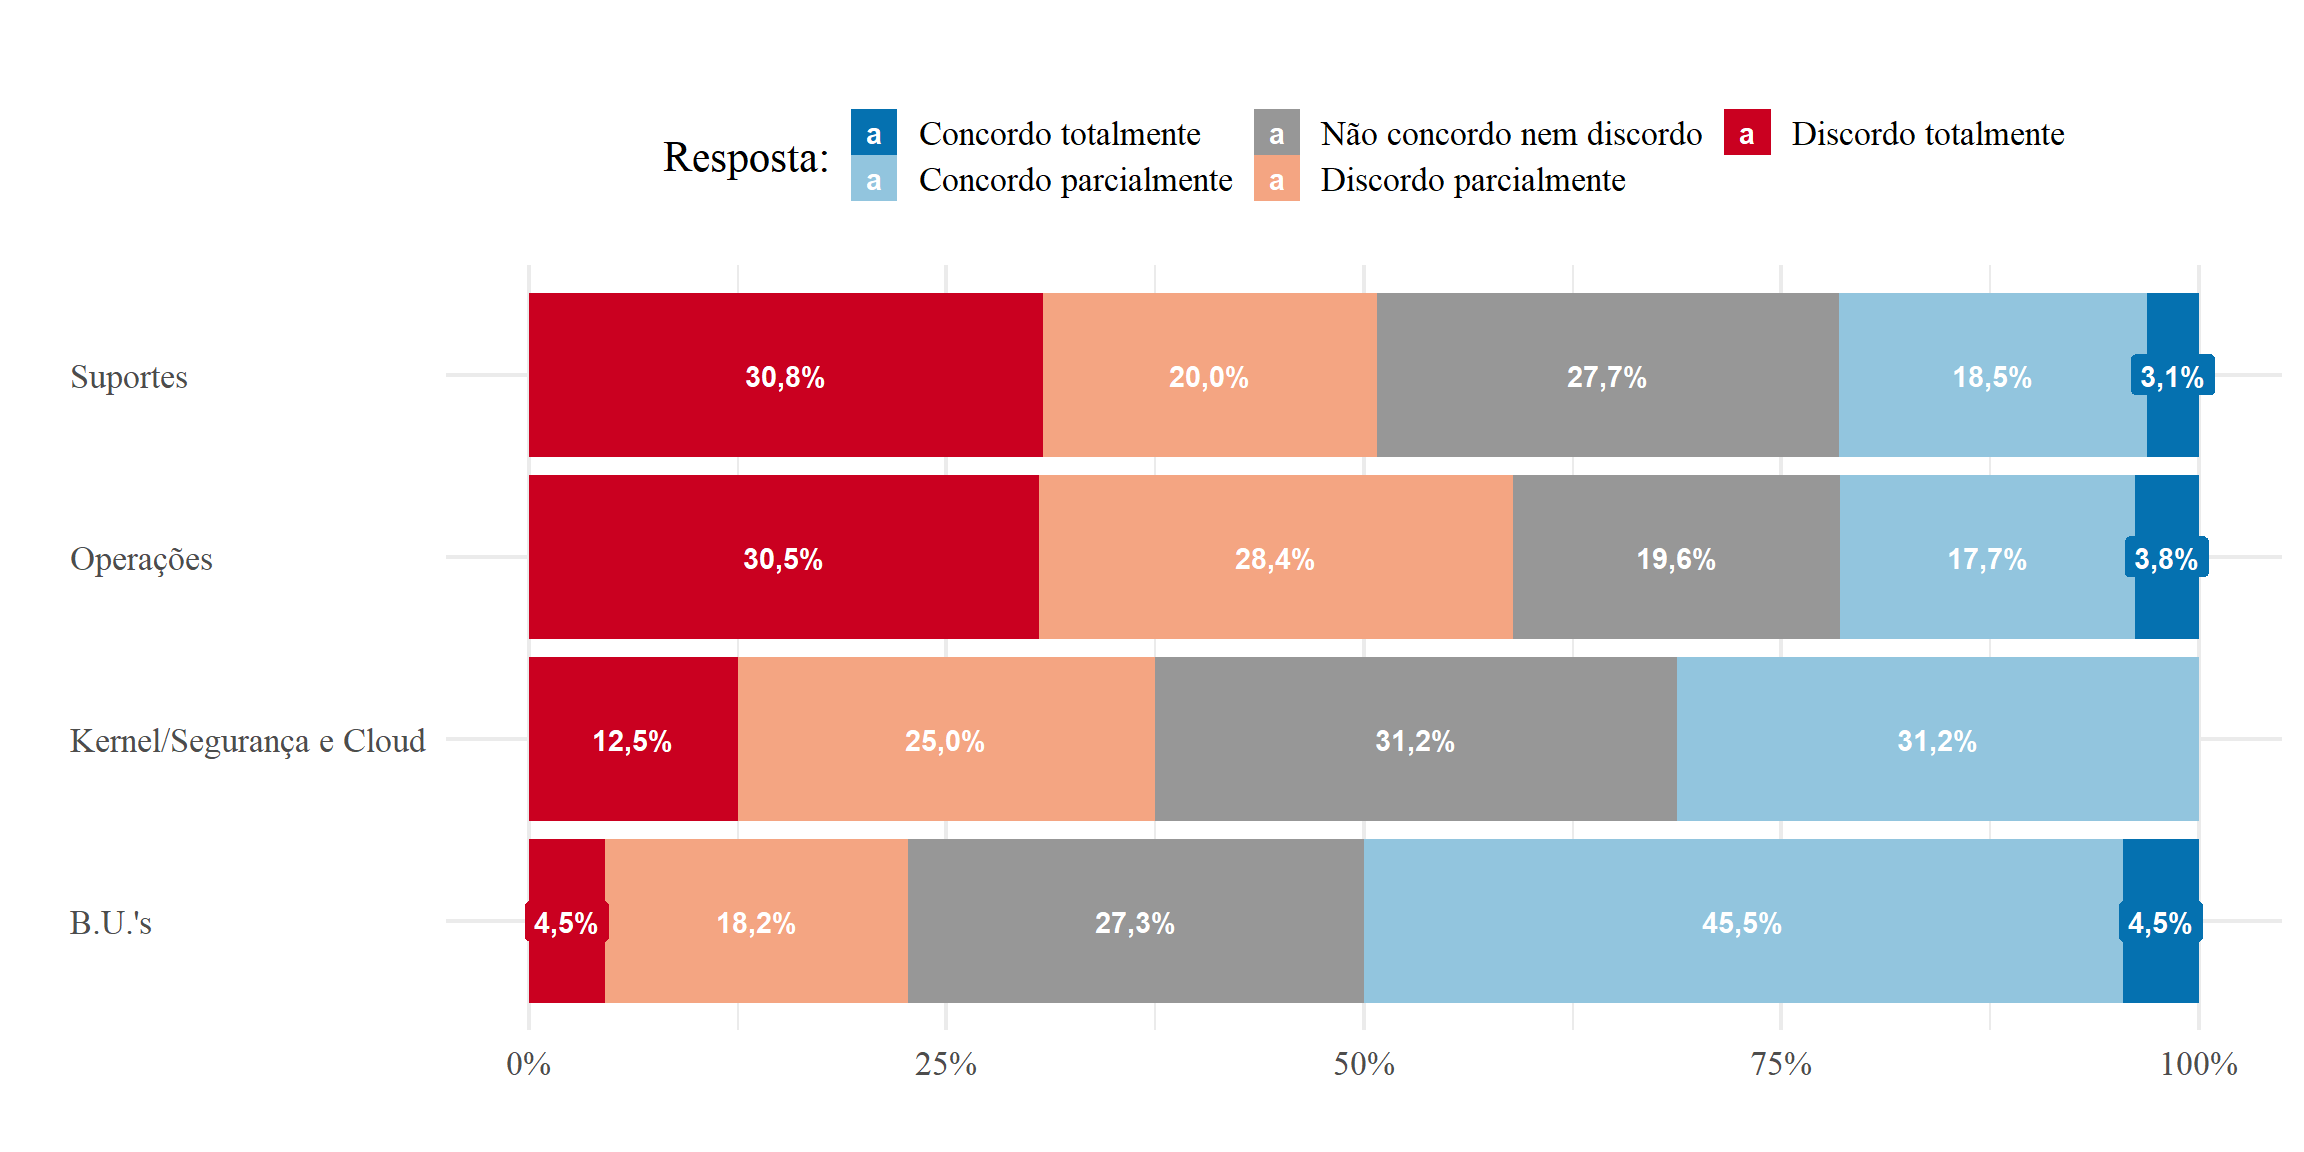 Resposta:
a Concordo totalmente a Não concordo nem discordo a Discordo totalmente
a Concordo parcialmente a Discordo parcialmente
Suportes 30,8% 20,0% 27,7% 18,5% 3,1%
Operações 30,5% 28,4% 19,6% 17,7% 3,8%
Kernel/Segurança e Cloud 12,5% 25,0% 31,2% 31,2%
B.U.'s 4,5% 18,2% 27,3% 45,5% 4,5%
0% 25% 50% 75% 100%